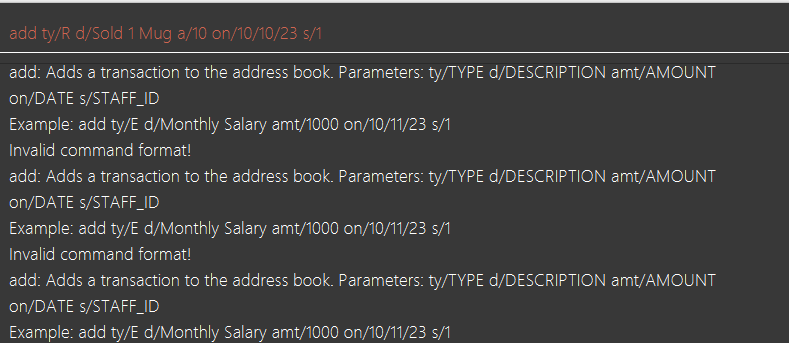 add ty/R d/Sold 1 Mug a/10 on/10/10/23 s/1
add: Adds a transaction to the address book. Parameters: ty/TYPE d/DESCRIPTION amt/AMOUNT
on/DATE s/STAFF_ID
Example: add ty/E d/Monthly Salary amt/1000 on/10/11/23 s/1
Invalid command format!
add: Adds a transaction to the address book. Parameters: ty/TYPE d/DESCRIPTION amt/AMOUNT
on/DATE s/STAFF_ID
Example: add ty/E d/Monthly Salary amt/1000 on/10/11/23 s/1
Invalid command format!
add: Adds a transaction to the address book. Parameters: ty/TYPE d/DESCRIPTION amt/AMOUNT
on/DATE s/STAFF_ID
Example: add ty/E d/Monthly Salary amt/1000 on/10/11/23 s/1